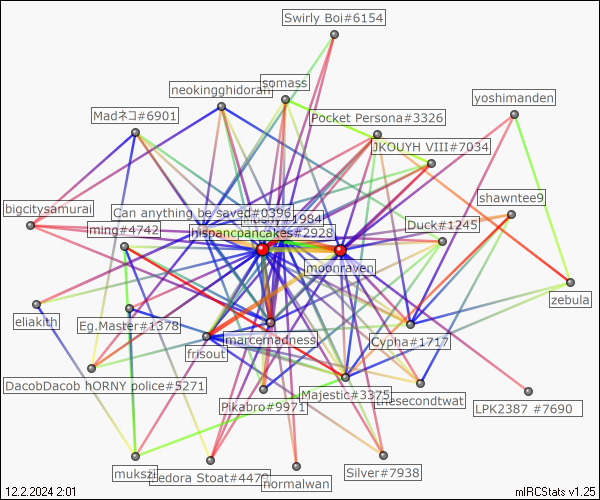 Swirly Boi#6154
somass
neokingghidorah
yoshimanden
Madネコ#6901
Pocket Persona#3326
JKOUYH VIII#7034
shawntee9
bigcitysamurai
Can anything be saved#0396
#1984
ming#4742
Duck#1245
hispancpancakes#2928
moonraven
zebula
eliakith
Eg.Master#1378
marcemadness
Cypha#1717
frisout
DacobDacob hORNY police#5271
Majestic#3375
thesecondtwat
Pikabro#9971
LPK2387 #7690
mukszi
Fedora Stoat#4470
normalwan
Silver#7938
12.2.2024 2:01
mIRCStats v1.25